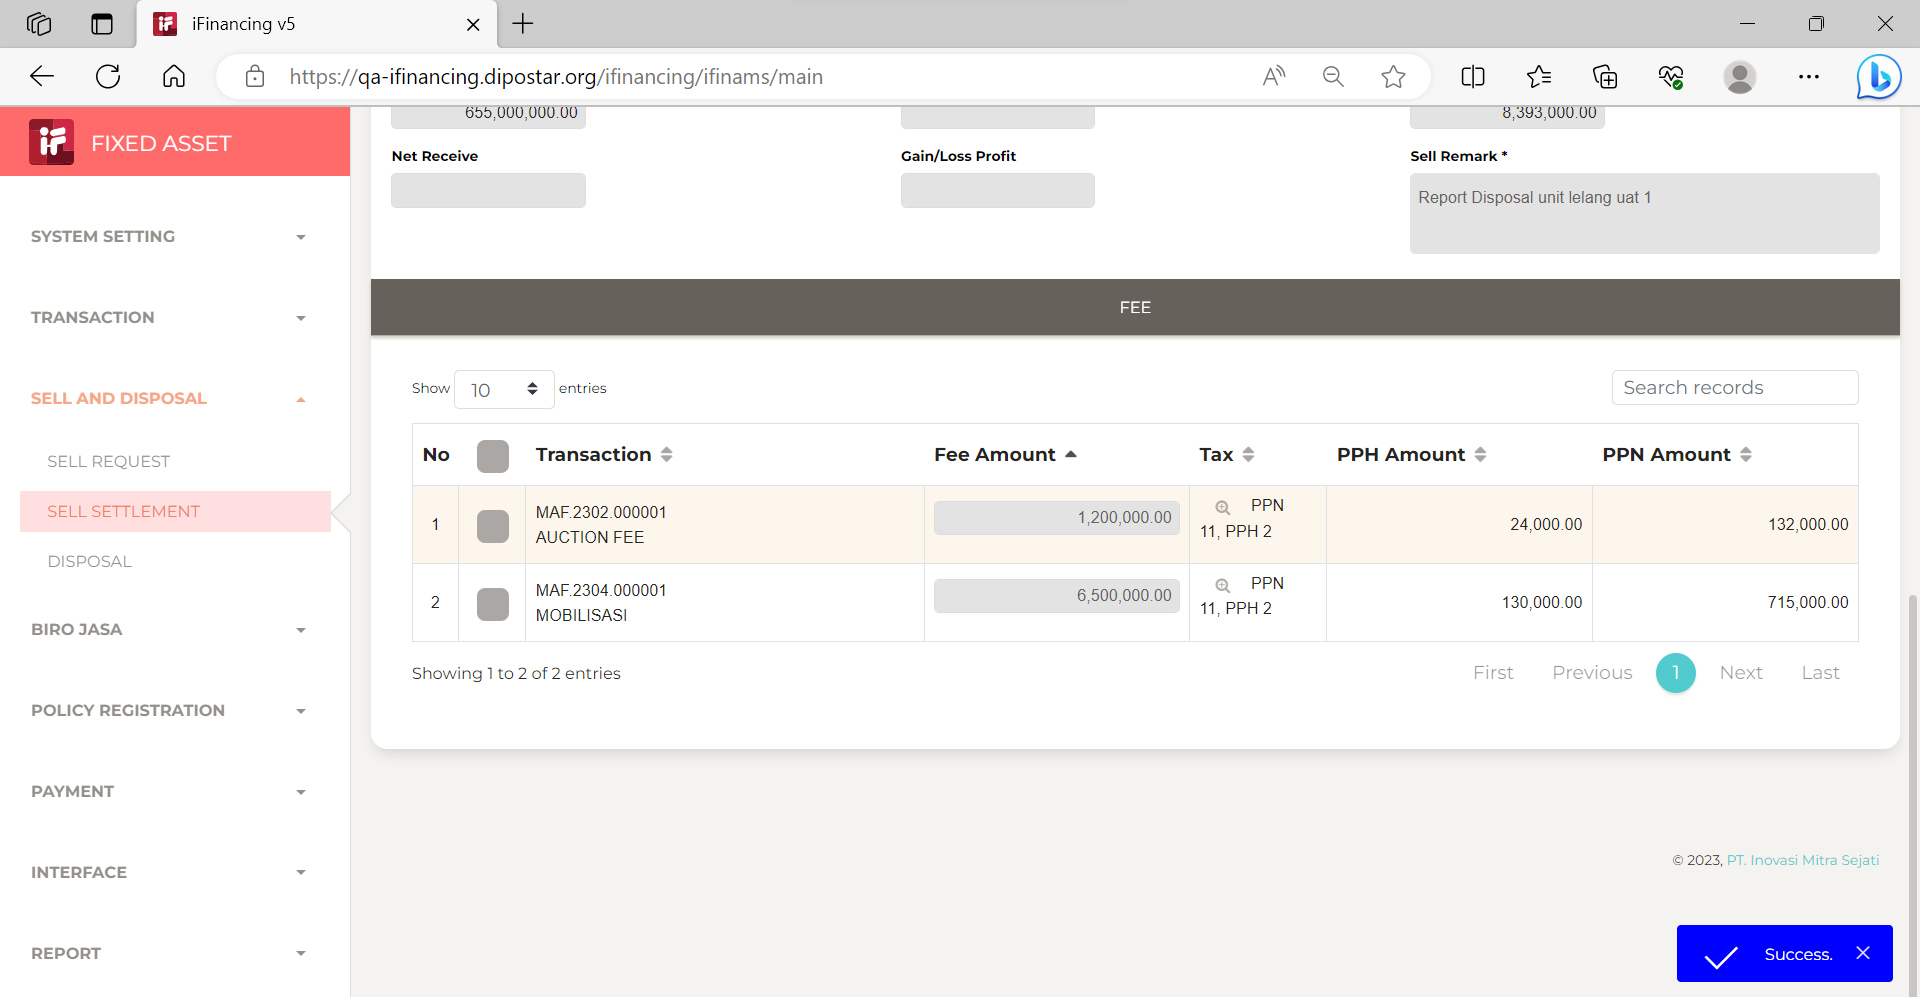 iFinancing v5
https://qa-ifinancing.dipostar.org/ifinancing/ifinams/main
iF FIXED ASSET
SYSTEM SETTING
TRANSACTION
SELL AND DISPOSAL
SELL REQUEST
SELL SETTLEMENT
DISPOSAL
BIRO JASA
POLICY REGISTRATION
PAYMENT
INTERFACE
REPORT
655,000,000.00 8,393,000.00
Net Receive Gain/Loss Profit Sell Remark *
Report Disposal unit lelang uat 1
FEE
Show 10 entries Search records
No Transaction Fee Amount Tax PPH Amount PPN Amount
1 MAF.2302.000001 AUCTION FEE 1,200,000.00 PPN 11, PPH 2 24,000.00 132,000.00
2 MAF.2304.000001 MOBILISASI 6,500,000.00 PPN 11, PPH 2 130,000.00 715,000.00
Showing 1 to 2 of 2 entries First Previous 1 Next Last
© 2023, PT. Inovasi Mitra Sejati
Success.